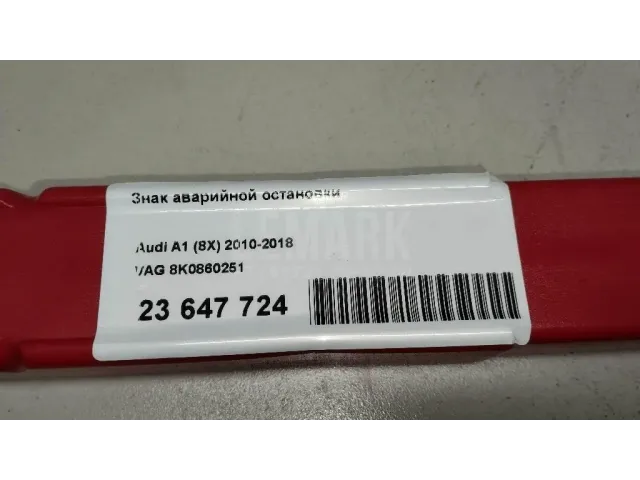 Знак аварийной остановки
Audi A1 (8X) 2010-2018
VAG 8K0860251
23 647 724